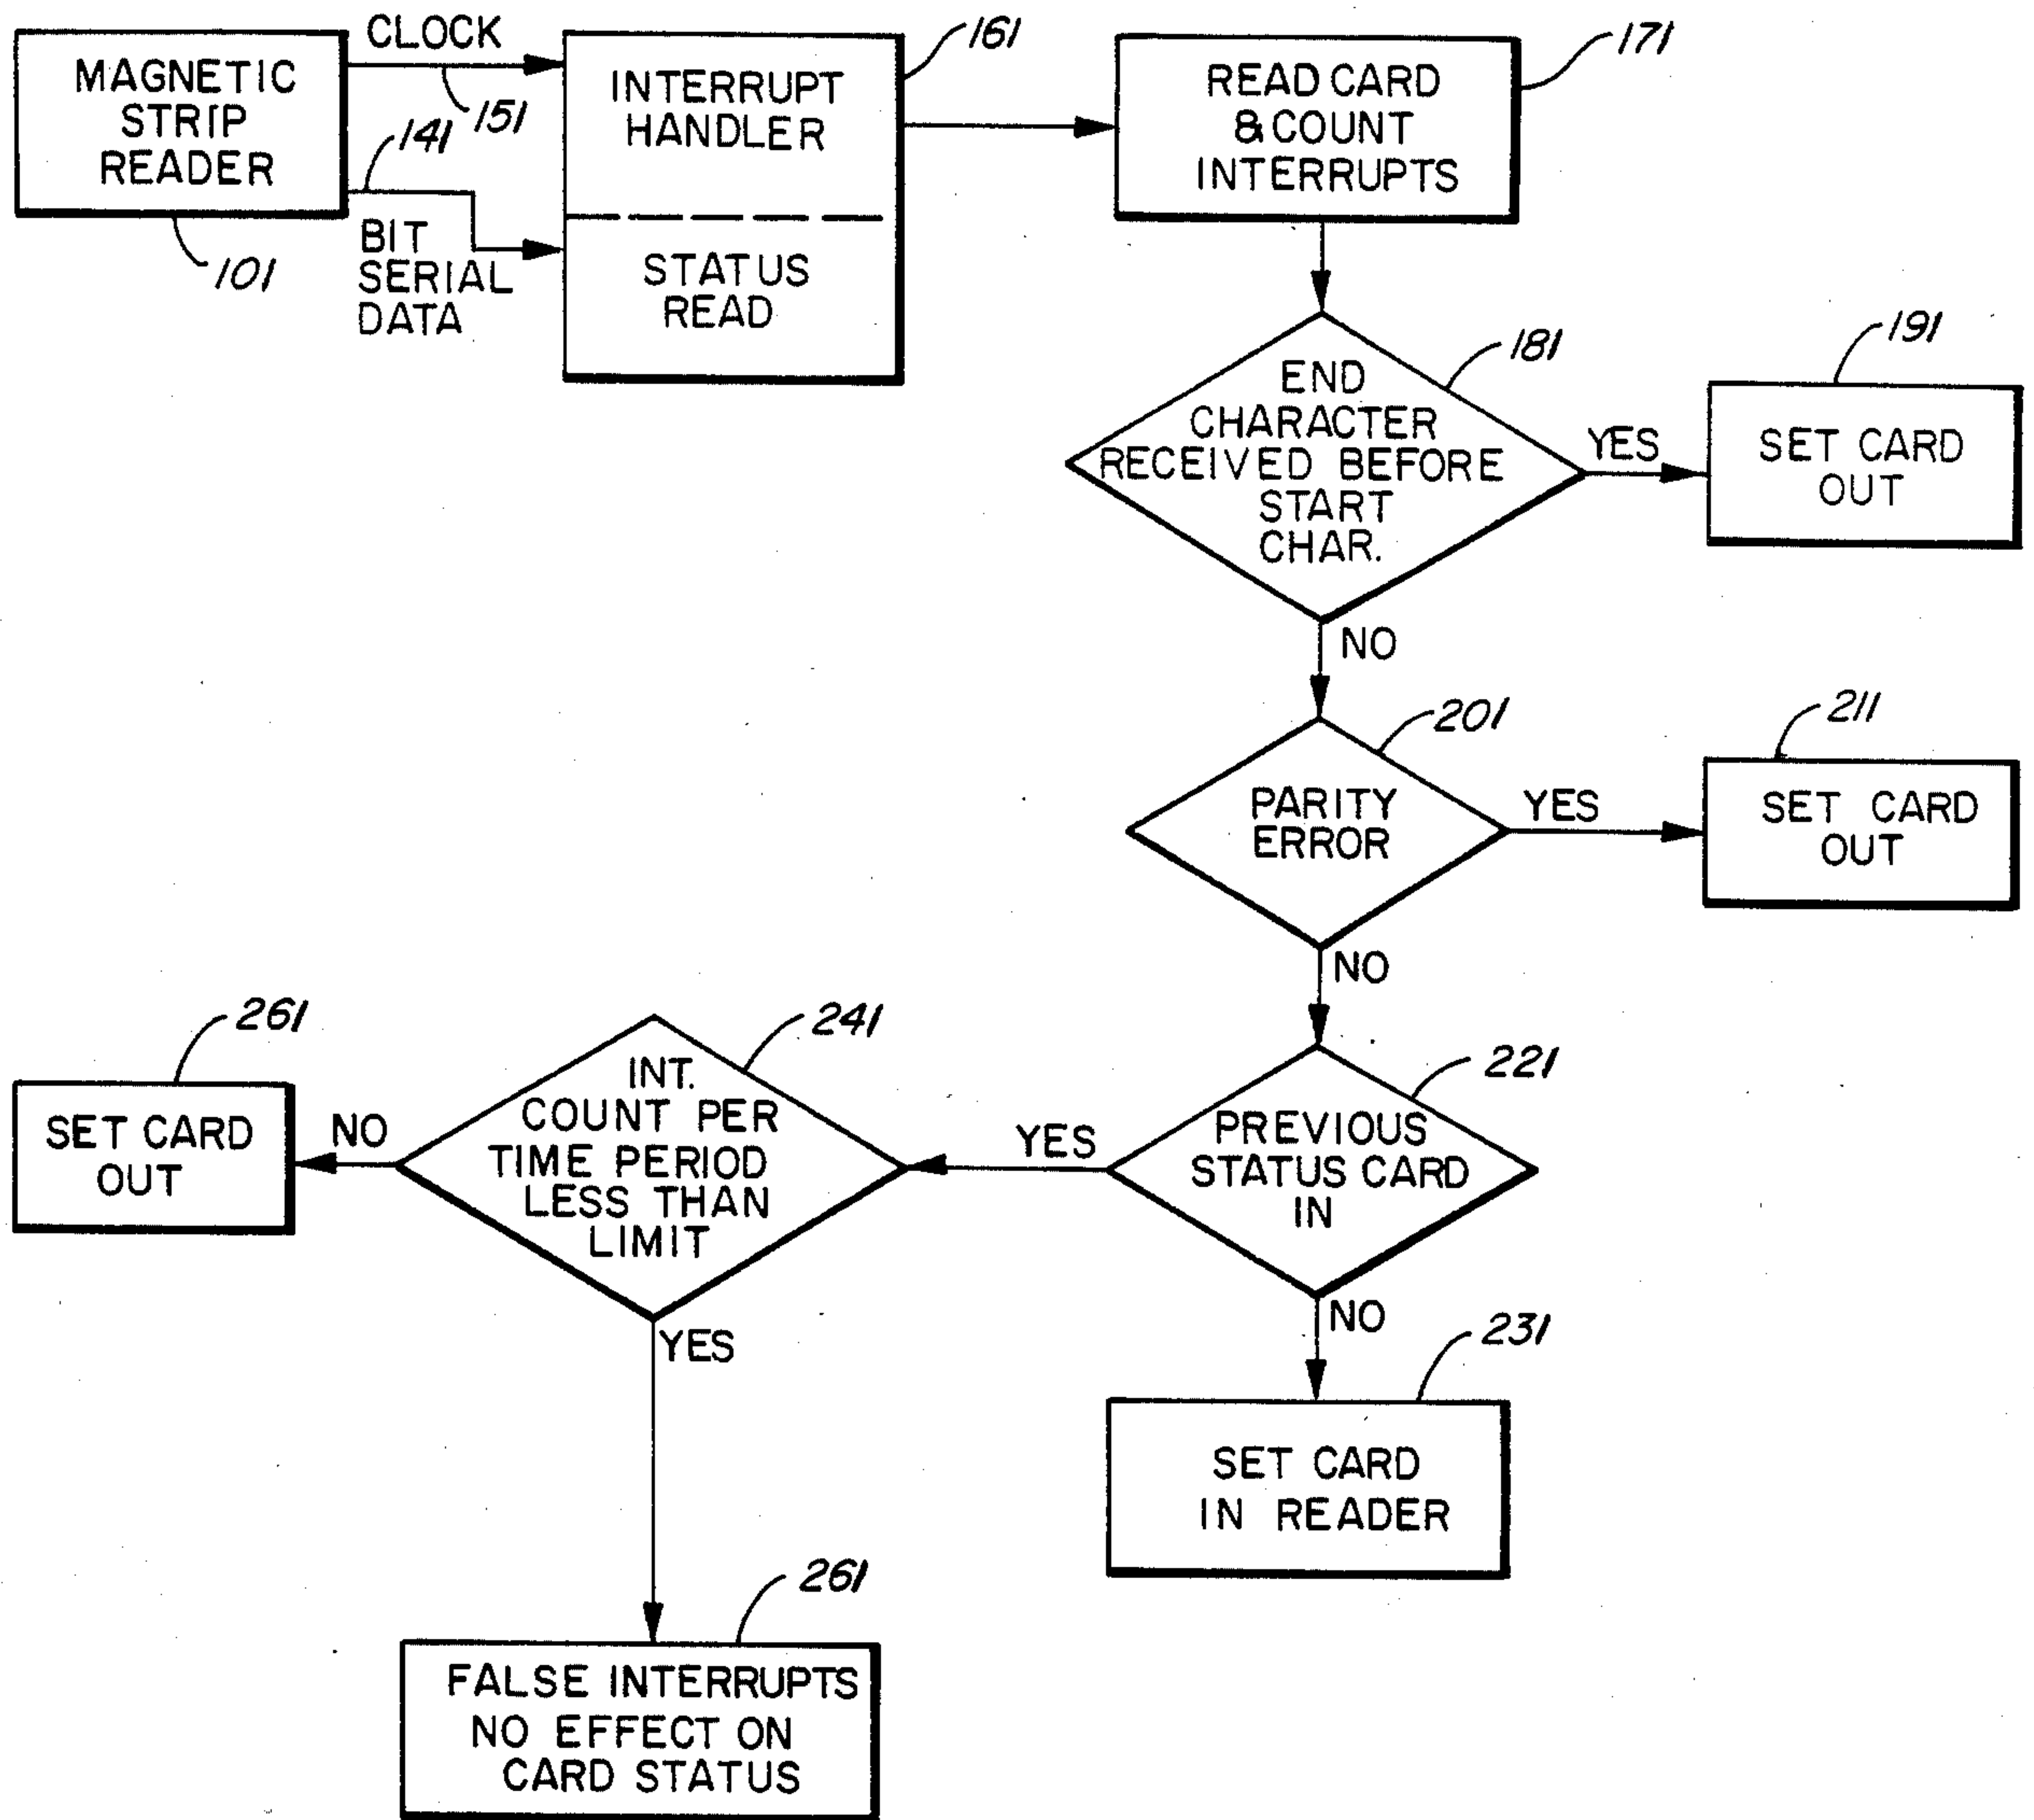 CLOCK
161
171
MAGNETIC
STRIP
READER
151
141
INTERRUPT
HANDLER
READ CARD
& COUNT
INTERRUPTS
101
BIT
SERIAL
DATA
STATUS
READ
181
191
END
CHARACTER
RECEIVED BEFORE
START
CHAR.
YES
SET CARD
OUT
NO
201
211
PARITY
ERROR
YES
SET CARD
OUT
NO
261
241
221
SET CARD
OUT
NO
INT.
COUNT PER
TIME PERIOD
LESS THAN
LIMIT
YES
PREVIOUS
STATUS CARD
IN
YES
NO
231
SET CARD
IN READER
261
FALSE INTERRUPTS
NO EFFECT ON
CARD STATUS